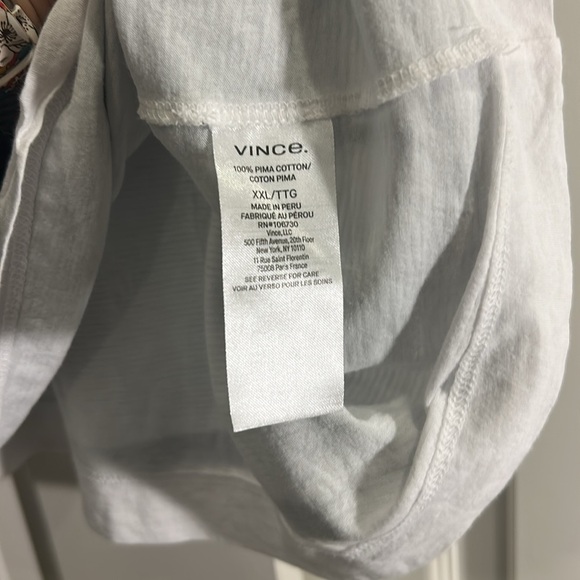 VINCE.
100% PIMA COTTON/
COTON PIMA
XXL/TTG
MADE IN PERU
FABRIQUÉ AU PÉROU
RN#106730
Vince, LLC
500 Fifth Avenue, 20th Floor
New York, NY 10110
11 Rue Saint Florentin
75008 Paris France
SEE REVERSE FOR CARE
VOIR AU VERSO POUR LES SOINS